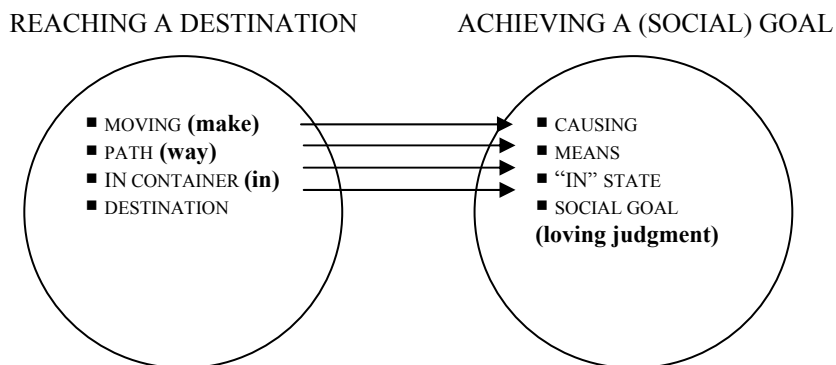 REACHING A DESTINATION
ACHIEVING A (SOCIAL) GOAL
▪ MOVING (make)
▪ PATH (way)
▪ IN CONTAINER (in)
▪ DESTINATION
▪ CAUSING
▪ MEANS
▪ “IN” STATE
▪ SOCIAL GOAL
(loving judgment)